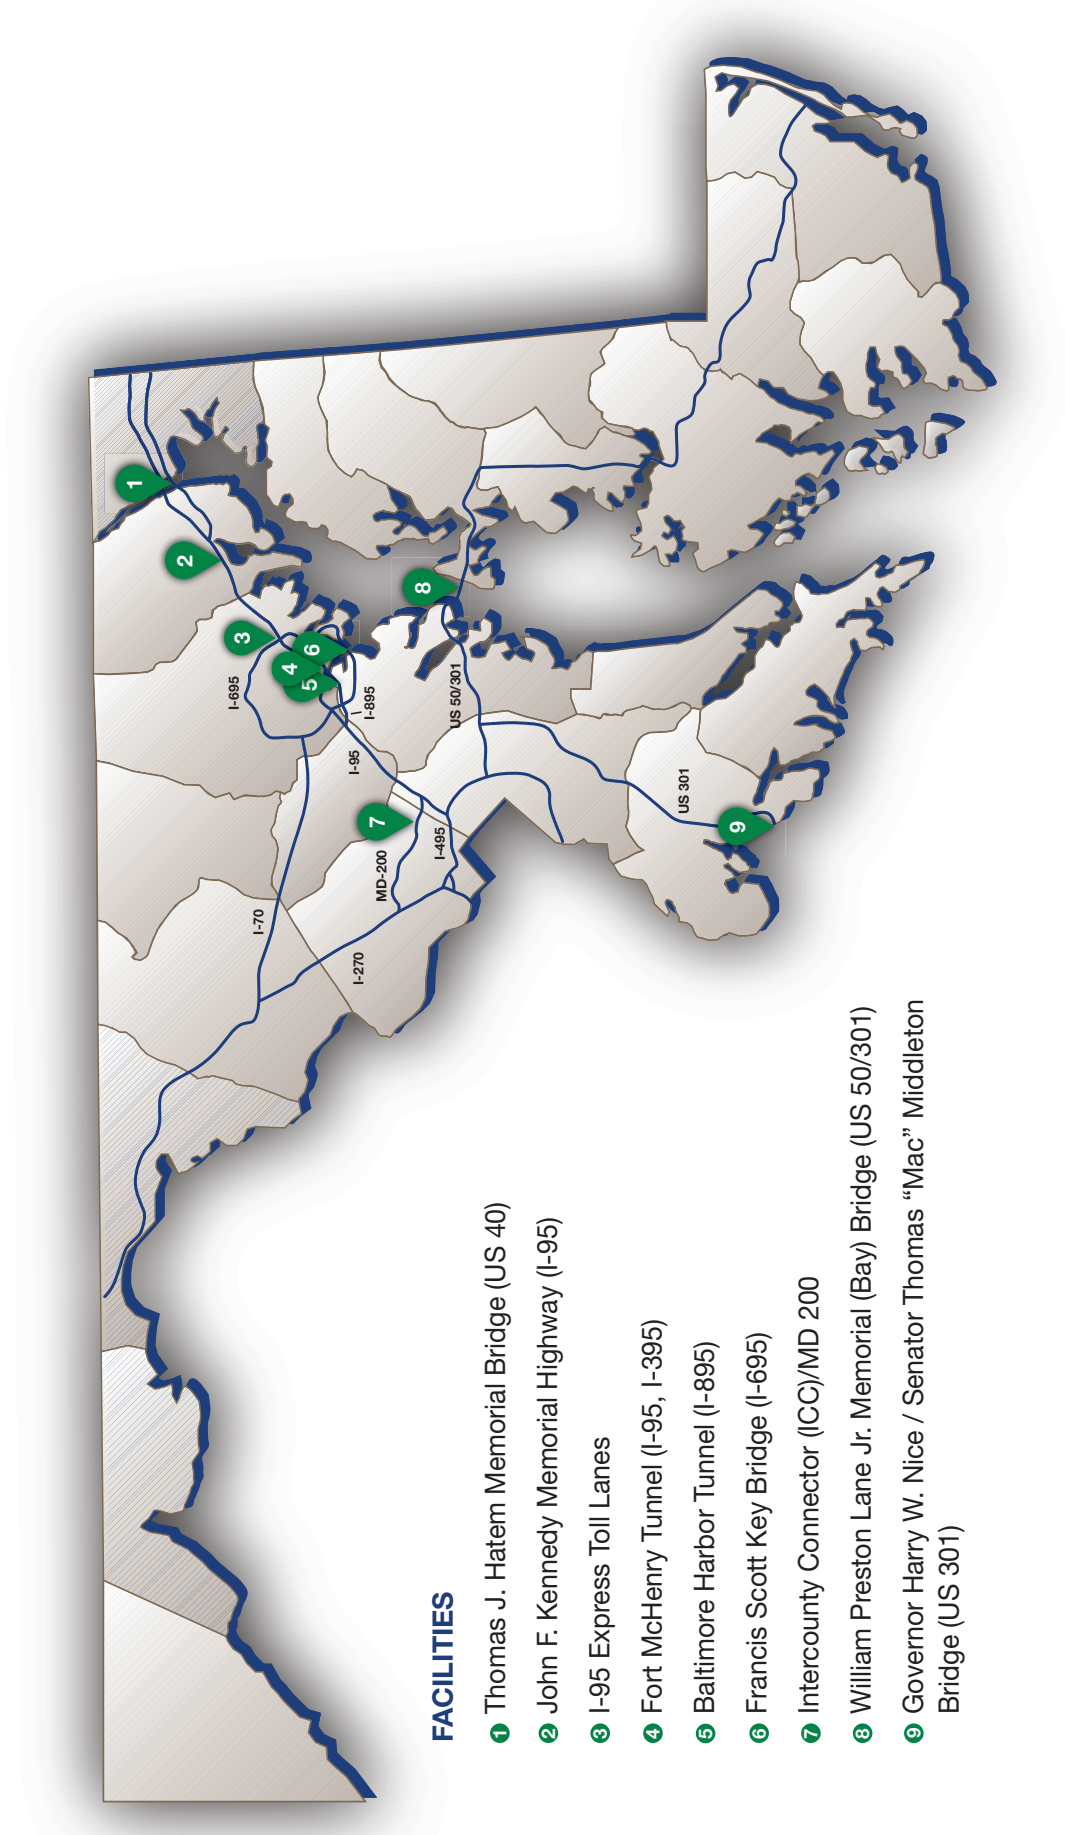 1
2
3
4
5
6
I-695
I-895
I-95
8
US 50/301
7
MD-200
I-495
I-70
I-270
US 301
9
FACILITIES
1 Thomas J. Hatem Memorial Bridge (US 40)
2 John F. Kennedy Memorial Highway (I-95)
3 I-95 Express Toll Lanes
4 Fort McHenry Tunnel (I-95, I-395)
5 Baltimore Harbor Tunnel (I-895)
6 Francis Scott Key Bridge (I-695)
7 Intercounty Connector (ICC)/MD 200
8 William Preston Lane Jr. Memorial (Bay) Bridge (US 50/301)
9 Governor Harry W. Nice / Senator Thomas “Mac” Middleton
Bridge (US 301)